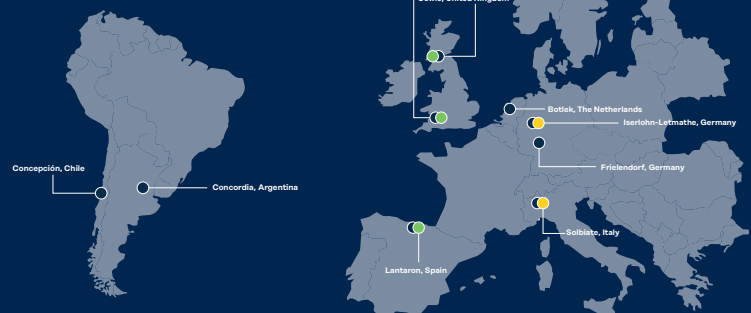 Botlek, The Netherlands
Iserlohn-Letmathe, Germany
Concepción, Chile
Frielendorf, Germany
Concordia, Argentina
Solbiate, Italy
Lantaron, Spain